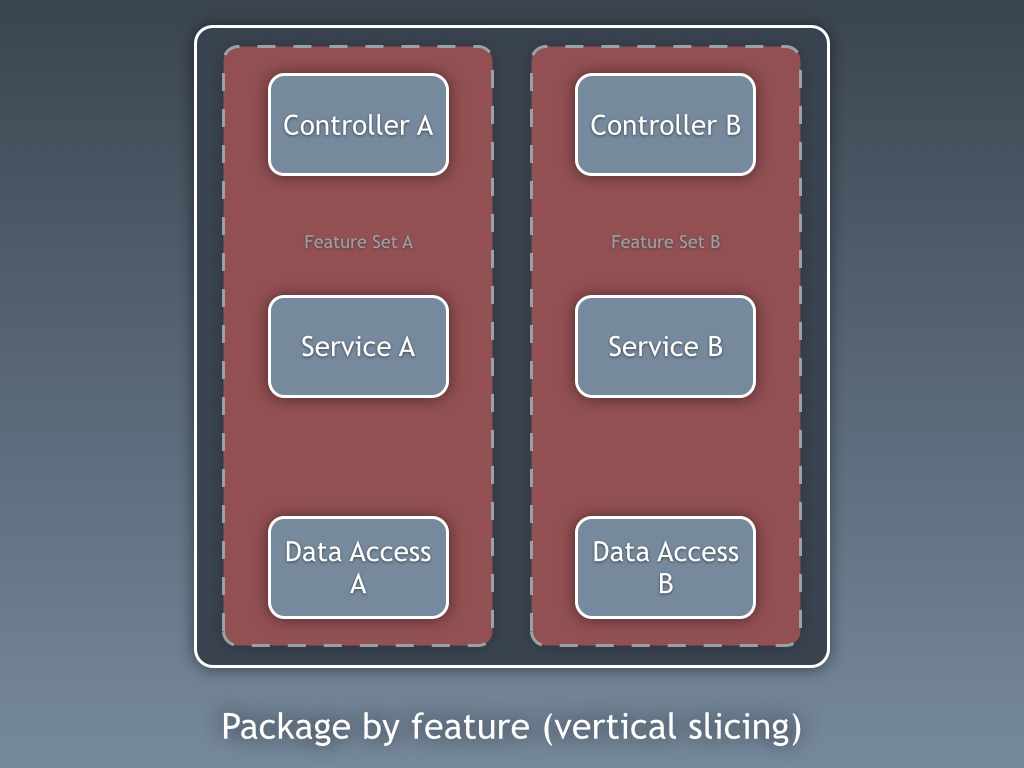 Controller A
Controller B
Feature Set A
Feature Set B
Service A
Service B
Data Access
A
Data Access
B
Package by feature (vertical slicing)